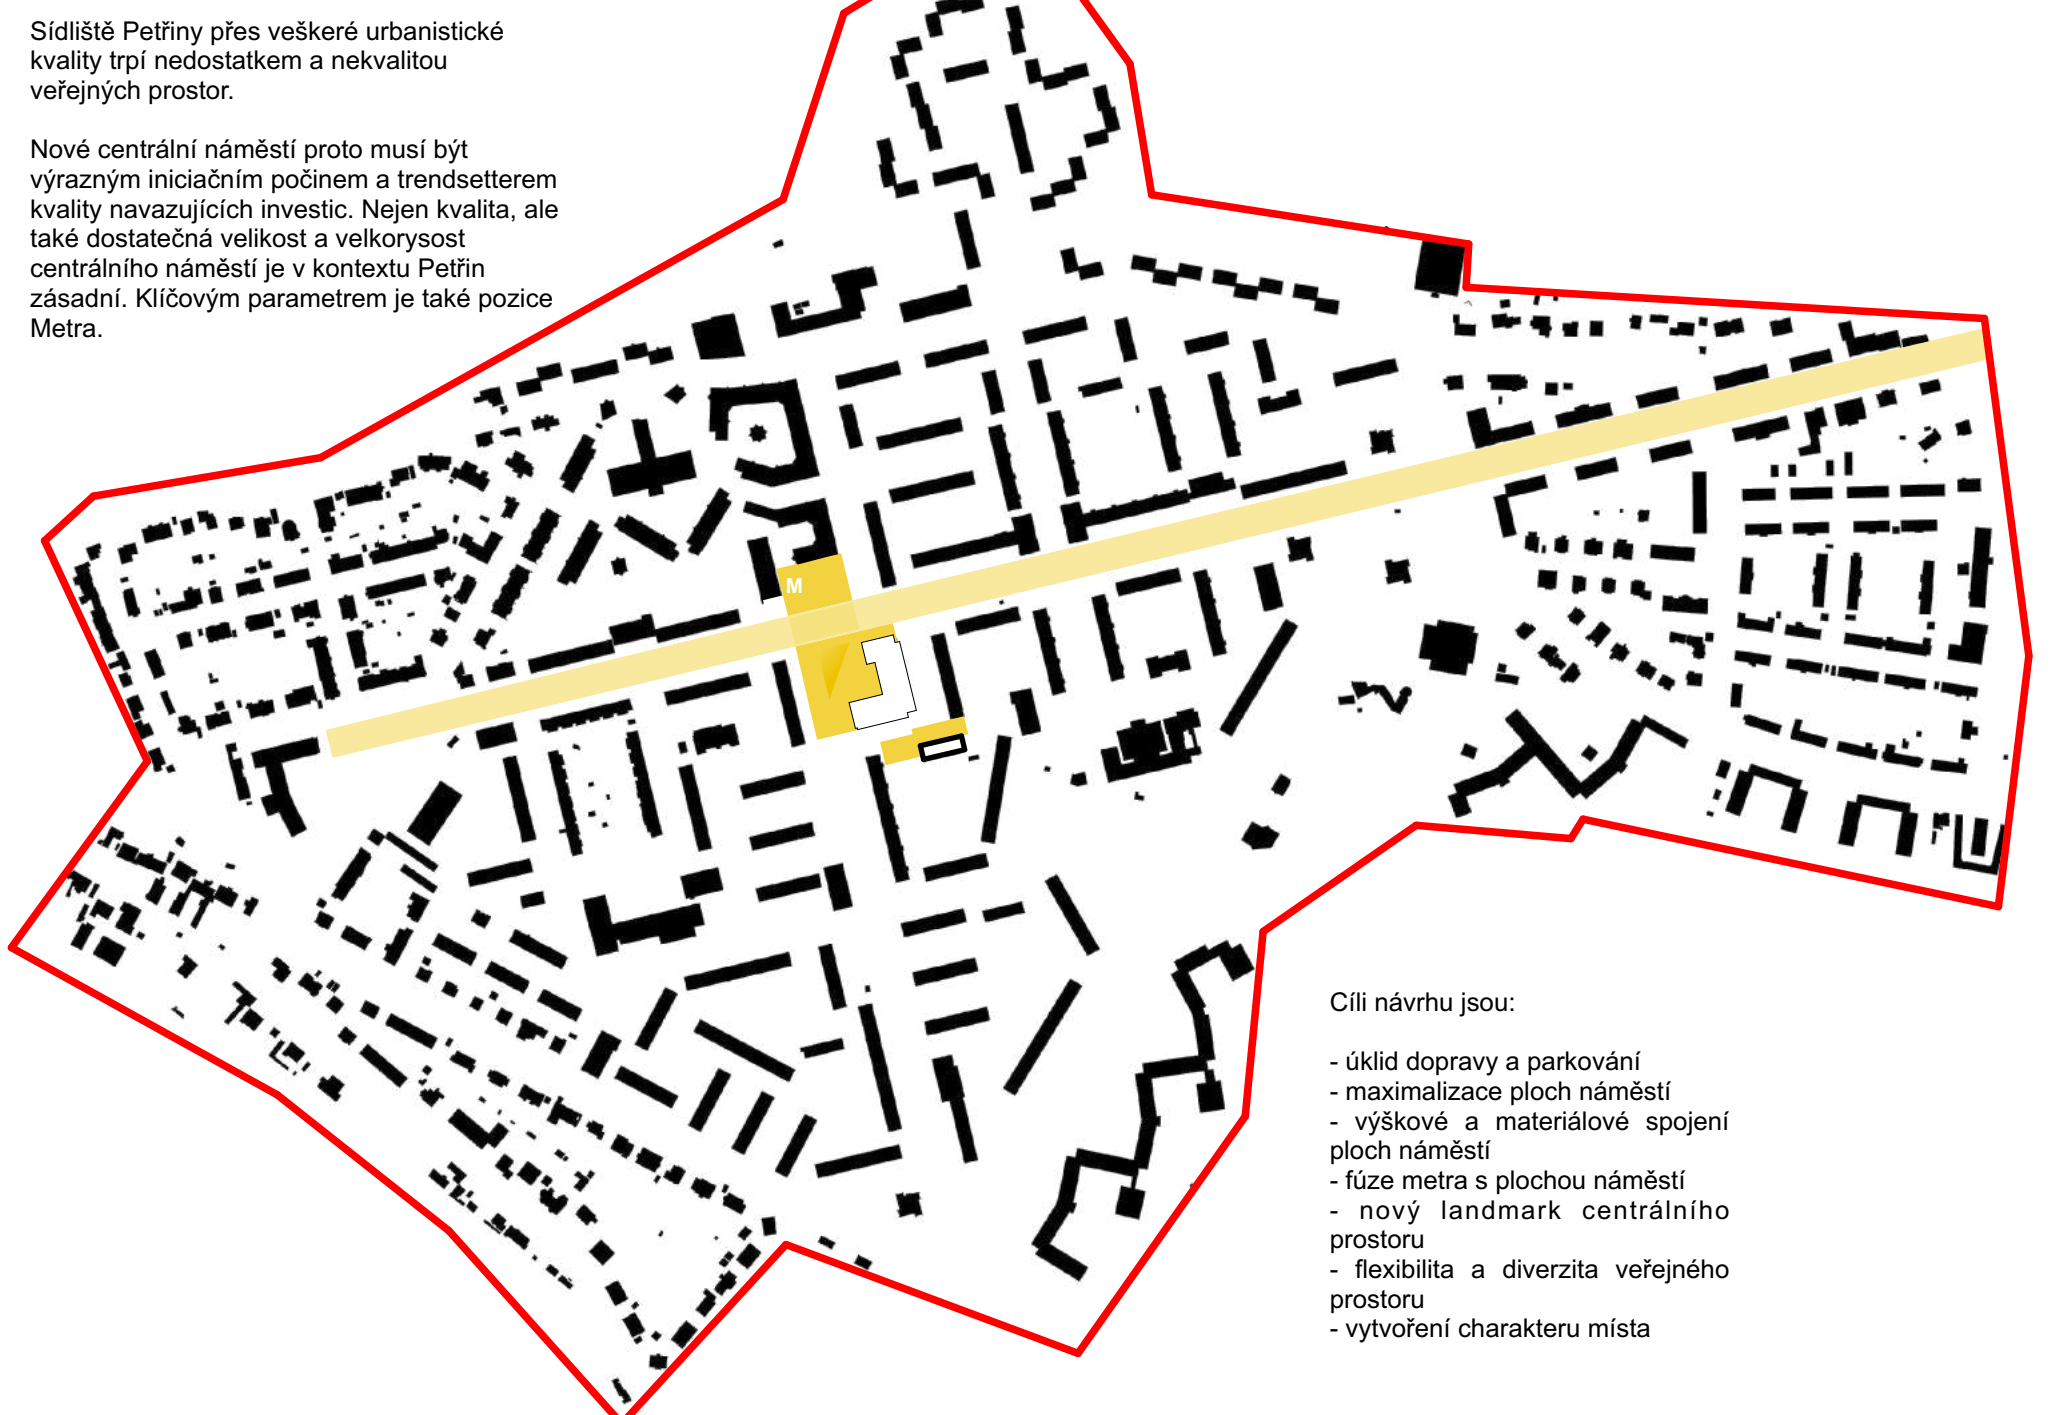 Sídliště Petřiny přes veškeré urbanistické
kvality trpí nedostatkem a nekvalitou
veřejných prostor.
Nové centrální náměstí proto musí být
výrazným iniciačním počinem a trendsetterem
kvality navazujících investic. Nejen kvalita, ale
také dostatečná velikost a velkorysost
centrálního náměstí je v kontextu Petřin
zásadní. Klíčovým parametrem je také pozice
Metra.
M
Cíli návrhu jsou:
- úklid dopravy a parkování
- maximalizace ploch náměstí
- výškové a materiálové spojení
ploch náměstí
- fúze metra s plochou náměstí
- nový landmark centrálního
prostoru
- flexibilita a diverzita veřejného
prostoru
- vytvoření charakteru místa